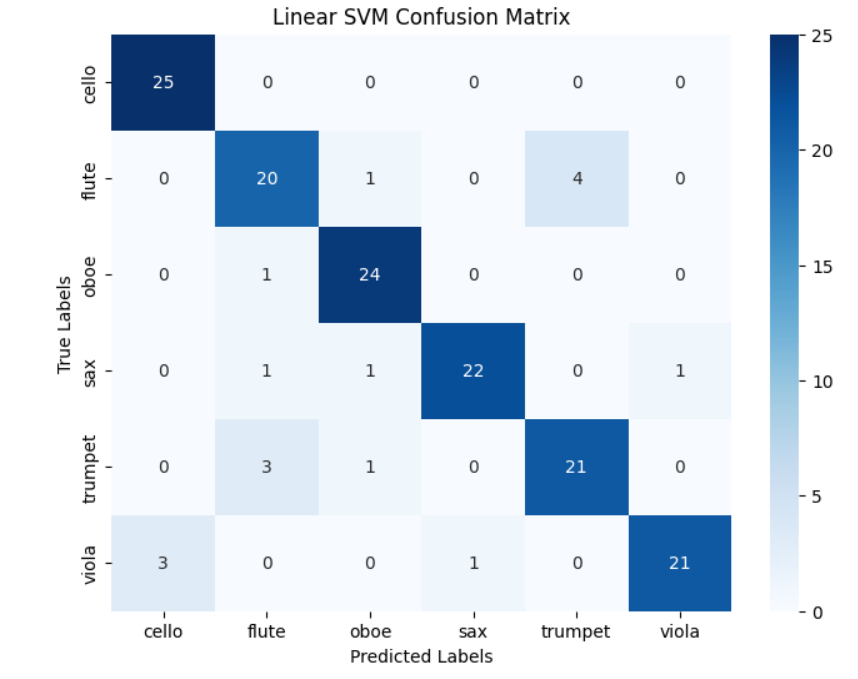 Linear SVM Confusion Matrix
True Labels
cello 25 0 0 0 0 0
flute 0 20 1 0 4 0
oboe 0 1 24 0 0 0
sax 0 1 1 22 0 1
trumpet 0 3 1 0 21 0
viola 3 0 0 1 0 21
cello flute oboe sax trumpet viola
Predicted Labels
25
20
15
10
5
0